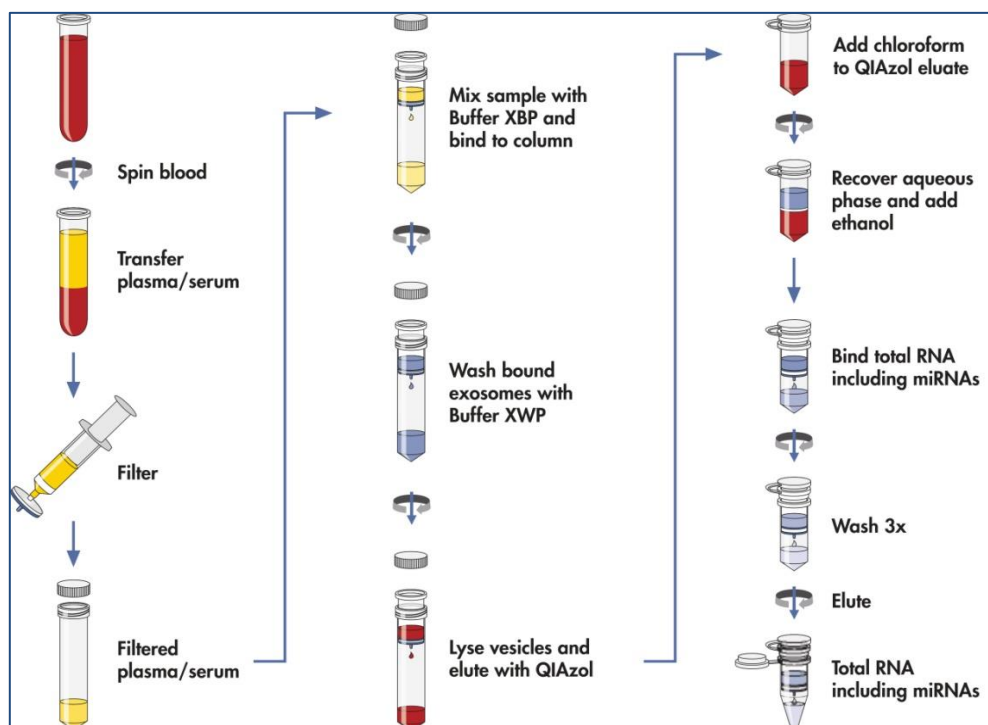 Spin blood
Transfer
plasma/serum
Filter
Filtered
plasma/serum
Mix sample with
Buffer XBP and
bind to column
Wash bound
exosomes with
Buffer XWP
Lyse vesicles and
elute with QIAzol
Add chloroform
to QIAzol eluate
Recover aqueous
phase and add
ethanol
Bind total RNA
including miRNAs
Wash 3x
Elute
Total RNA
including miRNAs